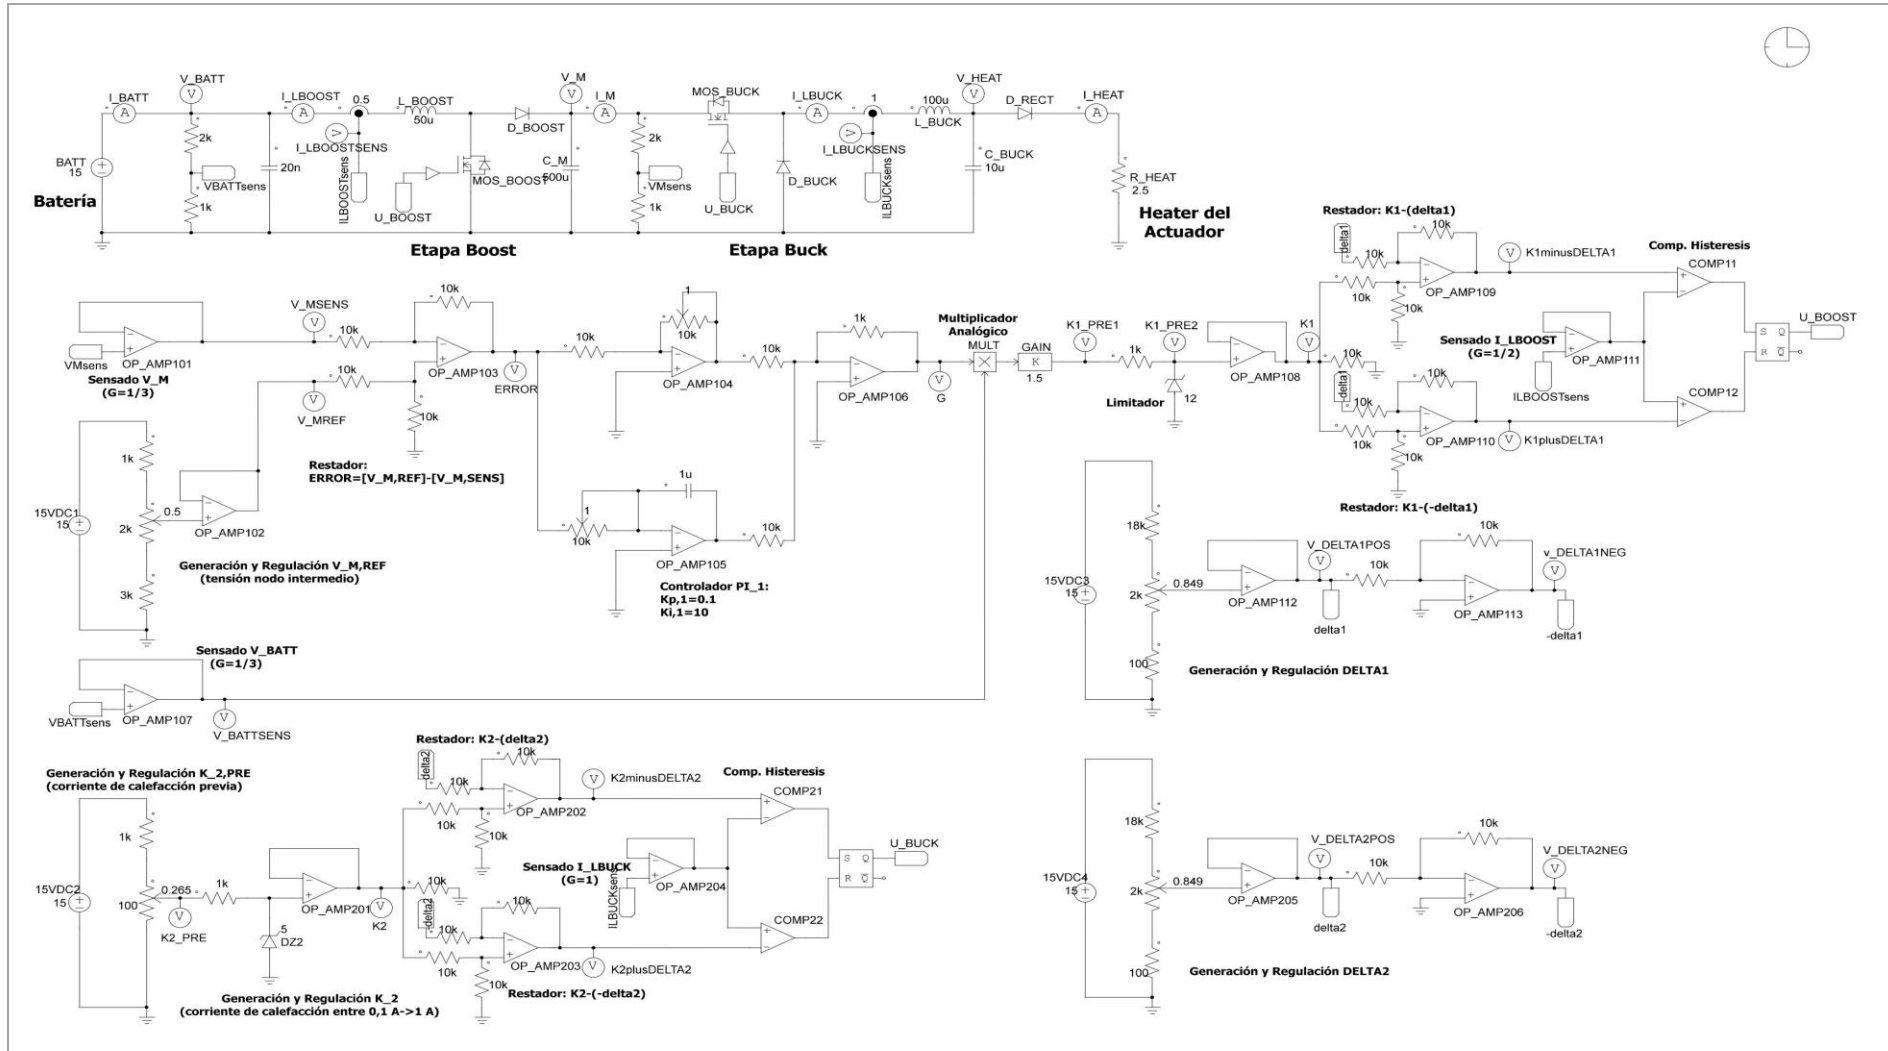 I_BATT
V_BATT
I_LBOOST
0.5
L_BOOST
50u
D_BOOST
V_M
I_M
MOS_BUCK
I_LBUCK
1
100u
L_BUCK
V_HEAT
D_RECT
I_HEAT
BATT
15
2k
VBATTsens
1k
20n
I_LBOOSTSENS
ILBOOSTsens
U_BOOST
MOS_BOOST
C_M
500u
2k
VMsens
1k
U_BUCK
D_BUCK
I_LBUCKSENS
ILBUCKsens
C_BUCK
10u
R_HEAT
2.5
Batería
Etapa Boost
Etapa Buck
Heater del
Actuador
VMsens
OP_AMP101
Sensado V_M
(G=1/3)
V_MSENS
10k
10k
OP_AMP103
V_MREF
10k
10k
ERROR
Restador:
ERROR=[V_M,REF]-[V_M,SENS]
15VDC1
15
1k
2k
0.5
3k
OP_AMP102
Generación y Regulación V_M,REF
(tensión nodo intermedio)
10k
1
10k
OP_AMP104
10k
1k
OP_AMP106
G
1
10k
1u
OP_AMP105
10k
Controlador PI_1:
Kp,1=0.1
Ki,1=10
Multiplicador
Analógico
MULT
GAIN
K
1.5
K1_PRE1
1k
K1_PRE2
Limitador
12
OP_AMP108
K1
Restador: K1-(delta1)
delta1
10k
10k
10k
10k
OP_AMP109
K1minusDELTA1
10k
-delta1
10k
10k
10k
10k
OP_AMP110
K1plusDELTA1
Restador: K1-(-delta1)
Comp. Histeresis
COMP11
COMP12
Sensado I_LBOOST
(G=1/2)
OP_AMP111
ILBOOSTsens
S Q
R Q
U_BOOST
15VDC3
15
18k
2k
0.849
100
OP_AMP112
V_DELTA1POS
delta1
10k
10k
OP_AMP113
v_DELTA1NEG
-delta1
Generación y Regulación DELTA1
Sensado V_BATT
(G=1/3)
VBATTsens
OP_AMP107
V_BATTSENS
Generación y Regulación K_2,PRE
(corriente de calefacción previa)
15VDC2
15
1k
100
0.265
K2_PRE
1k
5
DZ2
OP_AMP201
K2
Generación y Regulación K_2
(corriente de calefacción entre 0,1 A->1 A)
Restador: K2-(delta2)
delta2
10k
10k
10k
10k
OP_AMP202
K2minusDELTA2
10k
-delta2
10k
10k
10k
10k
OP_AMP203
K2plusDELTA2
Restador: K2-(-delta2)
Comp. Histeresis
COMP21
COMP22
Sensado I_LBUCK
(G=1)
OP_AMP204
ILBUCKsens
S Q
R Q
U_BUCK
15VDC4
15
18k
2k
0.849
100
OP_AMP205
V_DELTA2POS
delta2
10k
10k
OP_AMP206
V_DELTA2NEG
-delta2
Generación y Regulación DELTA2